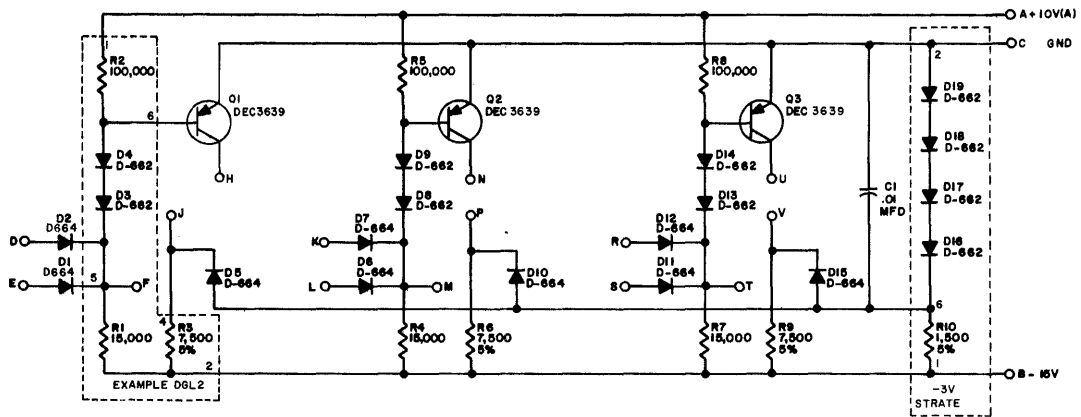 A+10V(A)
C GND
R2
100,000
R5
100,000
R8
100,000
2
Q1
DEC3639
Q2
DEC 3639
Q3
DEC 3639
6
D19
D-662
D18
D-662
D17
D-662
D16
D-662
D4
D-662
D3
D-662
D9
D-662
D8
D-662
D14
D-662
D13
D-662
H
N
U
C1
.01
MFD
J
P
V
D
D2
D664
E
D1
D664
5
F
D5
D-664
K
D7
D-664
L
D6
D-664
M
D10
D-664
R
D12
D-664
S
D11
D-664
T
D15
D-664
6
R1
15,000
4
R3
7,500
5%
R4
15,000
R6
7,500
5%
R7
15,000
R9
7,500
5%
R10
1,500
5%
2
1
B-15V
EXAMPLE DGL2
-3V
STRATE